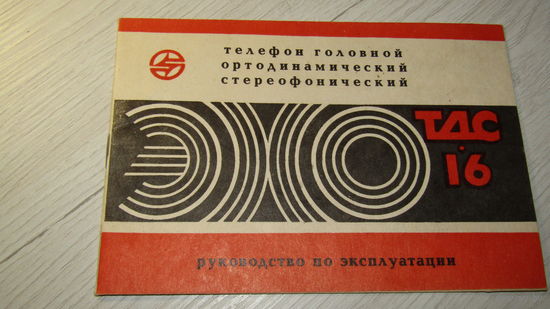 телефон головной
ортодинамический
стереофонический
ЭХО
ТДС
·16
руководство по эксплуатации